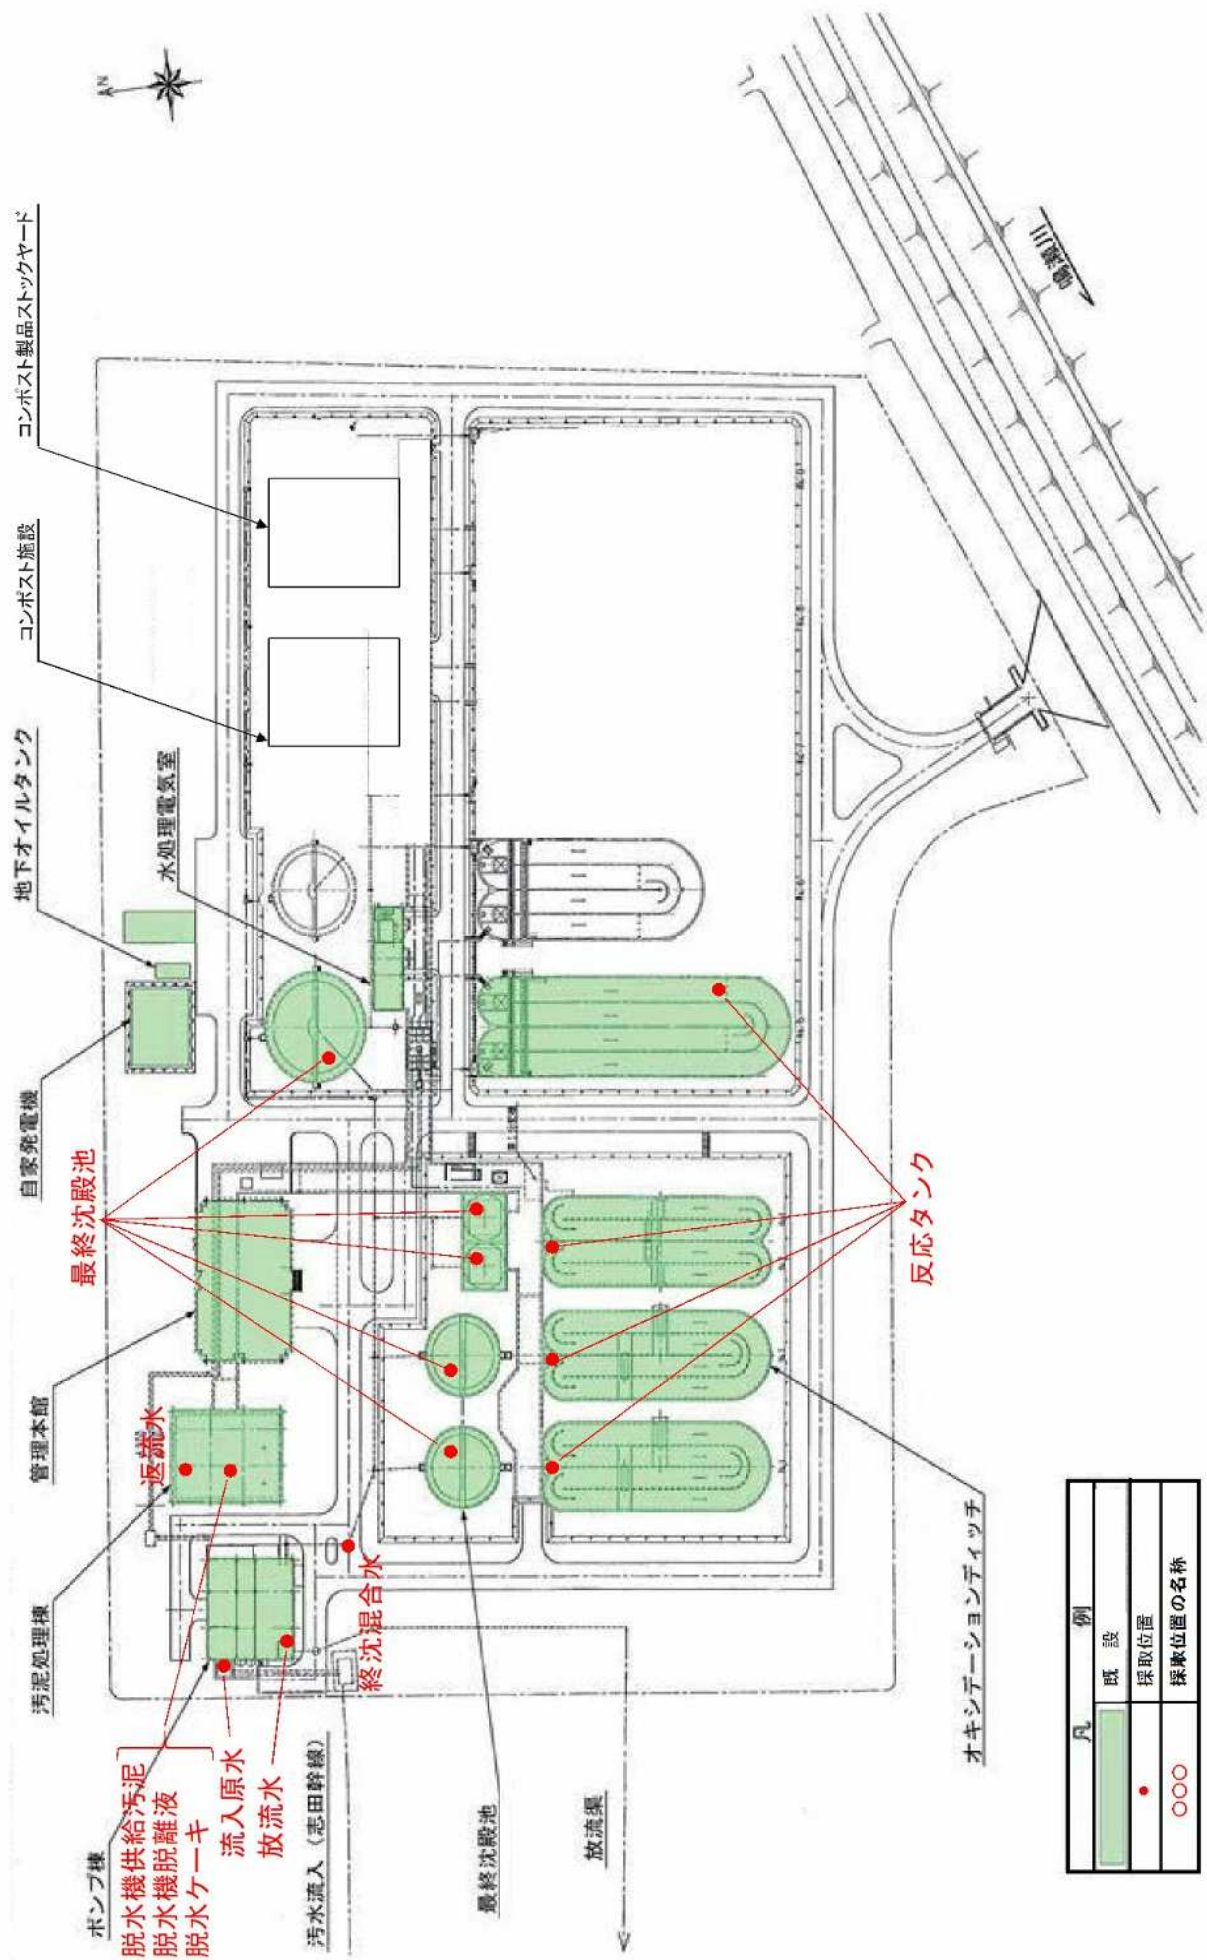 AN
コンポスト製品ストックヤード
コンポスト施設
地下オイルタンク
水処理電気室
自家発電機
最終沈殿池
管理本館
返流水
汚泥処理棟
終沈混合水
ポンプ棟
脱水機供給汚泥
脱水機脱離液
脱水ケーキ
流入原水
放流水
汚水流入（志田幹線）
最終沈殿池
放流渠
反応タンク
オキシデーションディッチ
鳴瀬川
凡例
既設
採取位置
○○○ 採取位置の名称